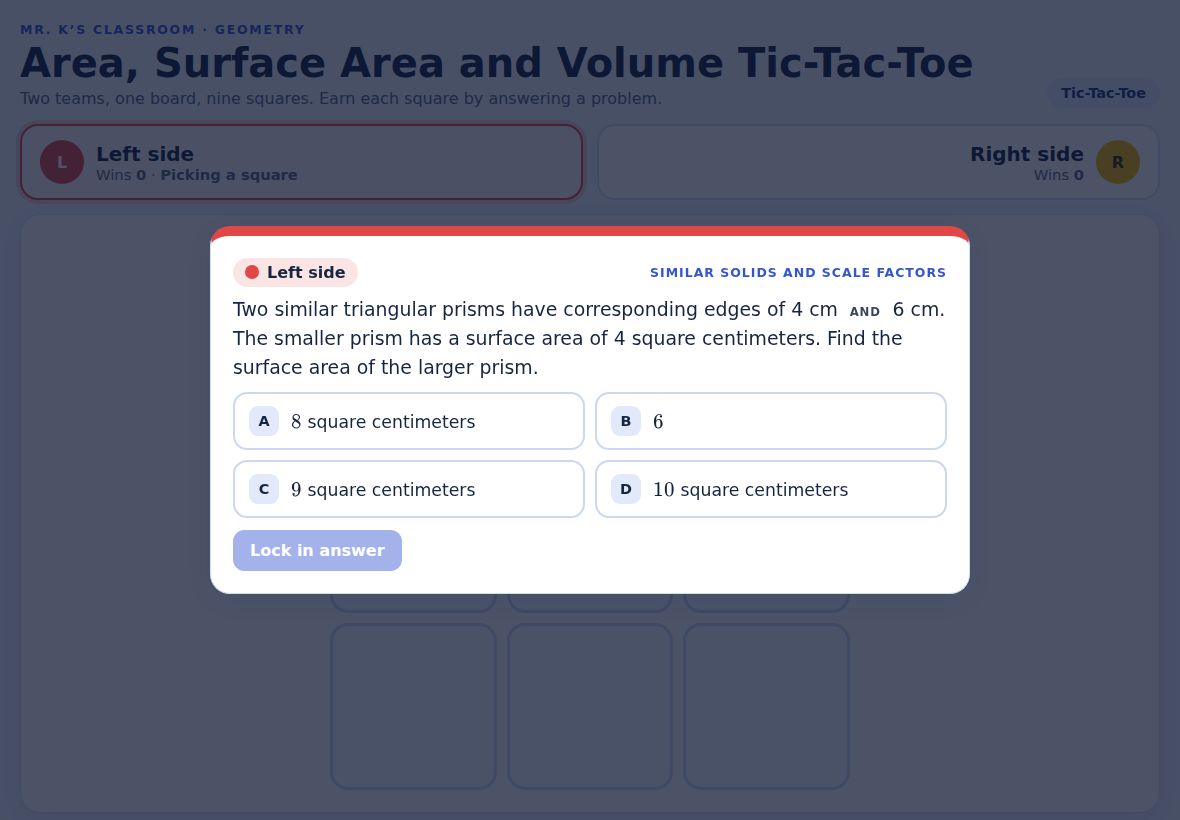 MR. K'S CLASSROOM · GEOMETRY
Area, Surface Area and Volume Tic-Tac-Toe
Two teams, one board, nine squares. Earn each square by answering a problem.
Tic-Tac-Toe
L
Left side
Wins 0 · Picking a square
Right side
Wins 0
R
Left side
SIMILAR SOLIDS AND SCALE FACTORS
Two similar triangular prisms have corresponding edges of 4 cm AND 6 cm.
The smaller prism has a surface area of 4 square centimeters. Find the
surface area of the larger prism.
A 8 square centimeters
B 6
C 9 square centimeters
D 10 square centimeters
Lock in answer